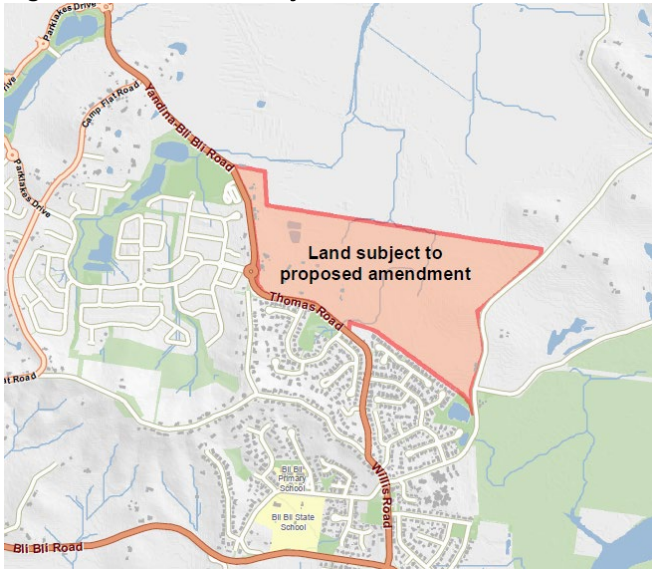 Parklakes Drive
Camp Flat Road
Yandina-Bli Bli Road
Parklakes Drive
Land subject to
proposed amendment
Thomas Road
Road
Bli Bli
Primary
School
Willis Road
Bli Bli State
School
Bli Bli Road